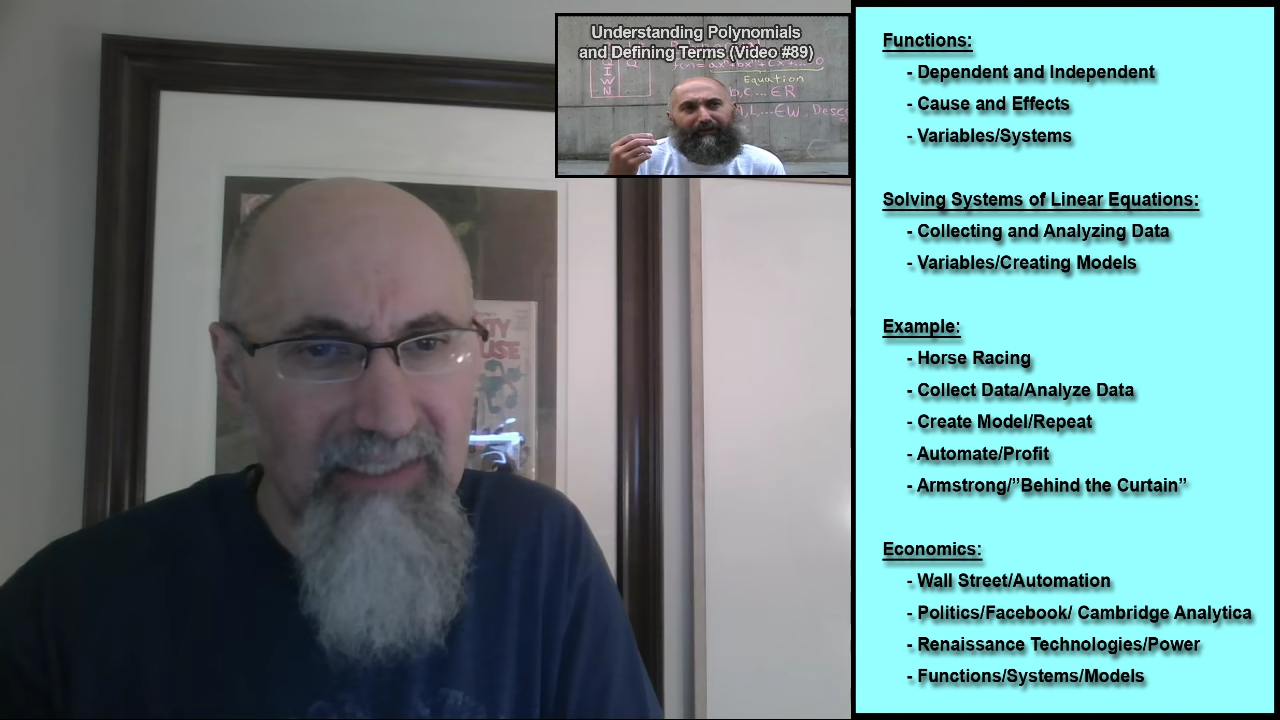 Understanding Polynomials
and Defining Terms (Video #89)
Equation
Functions:
- Dependent and Independent
- Cause and Effects
- Variables/Systems
Solving Systems of Linear Equations:
- Collecting and Analyzing Data
- Variables/Creating Models
Example:
- Horse Racing
- Collect Data/Analyze Data
- Create Model/Repeat
- Automate/Profit
- Armstrong/”Behind the Curtain”
Economics:
- Wall Street/Automation
- Politics/Facebook/ Cambridge Analytica
- Renaissance Technologies/Power
- Functions/Systems/Models